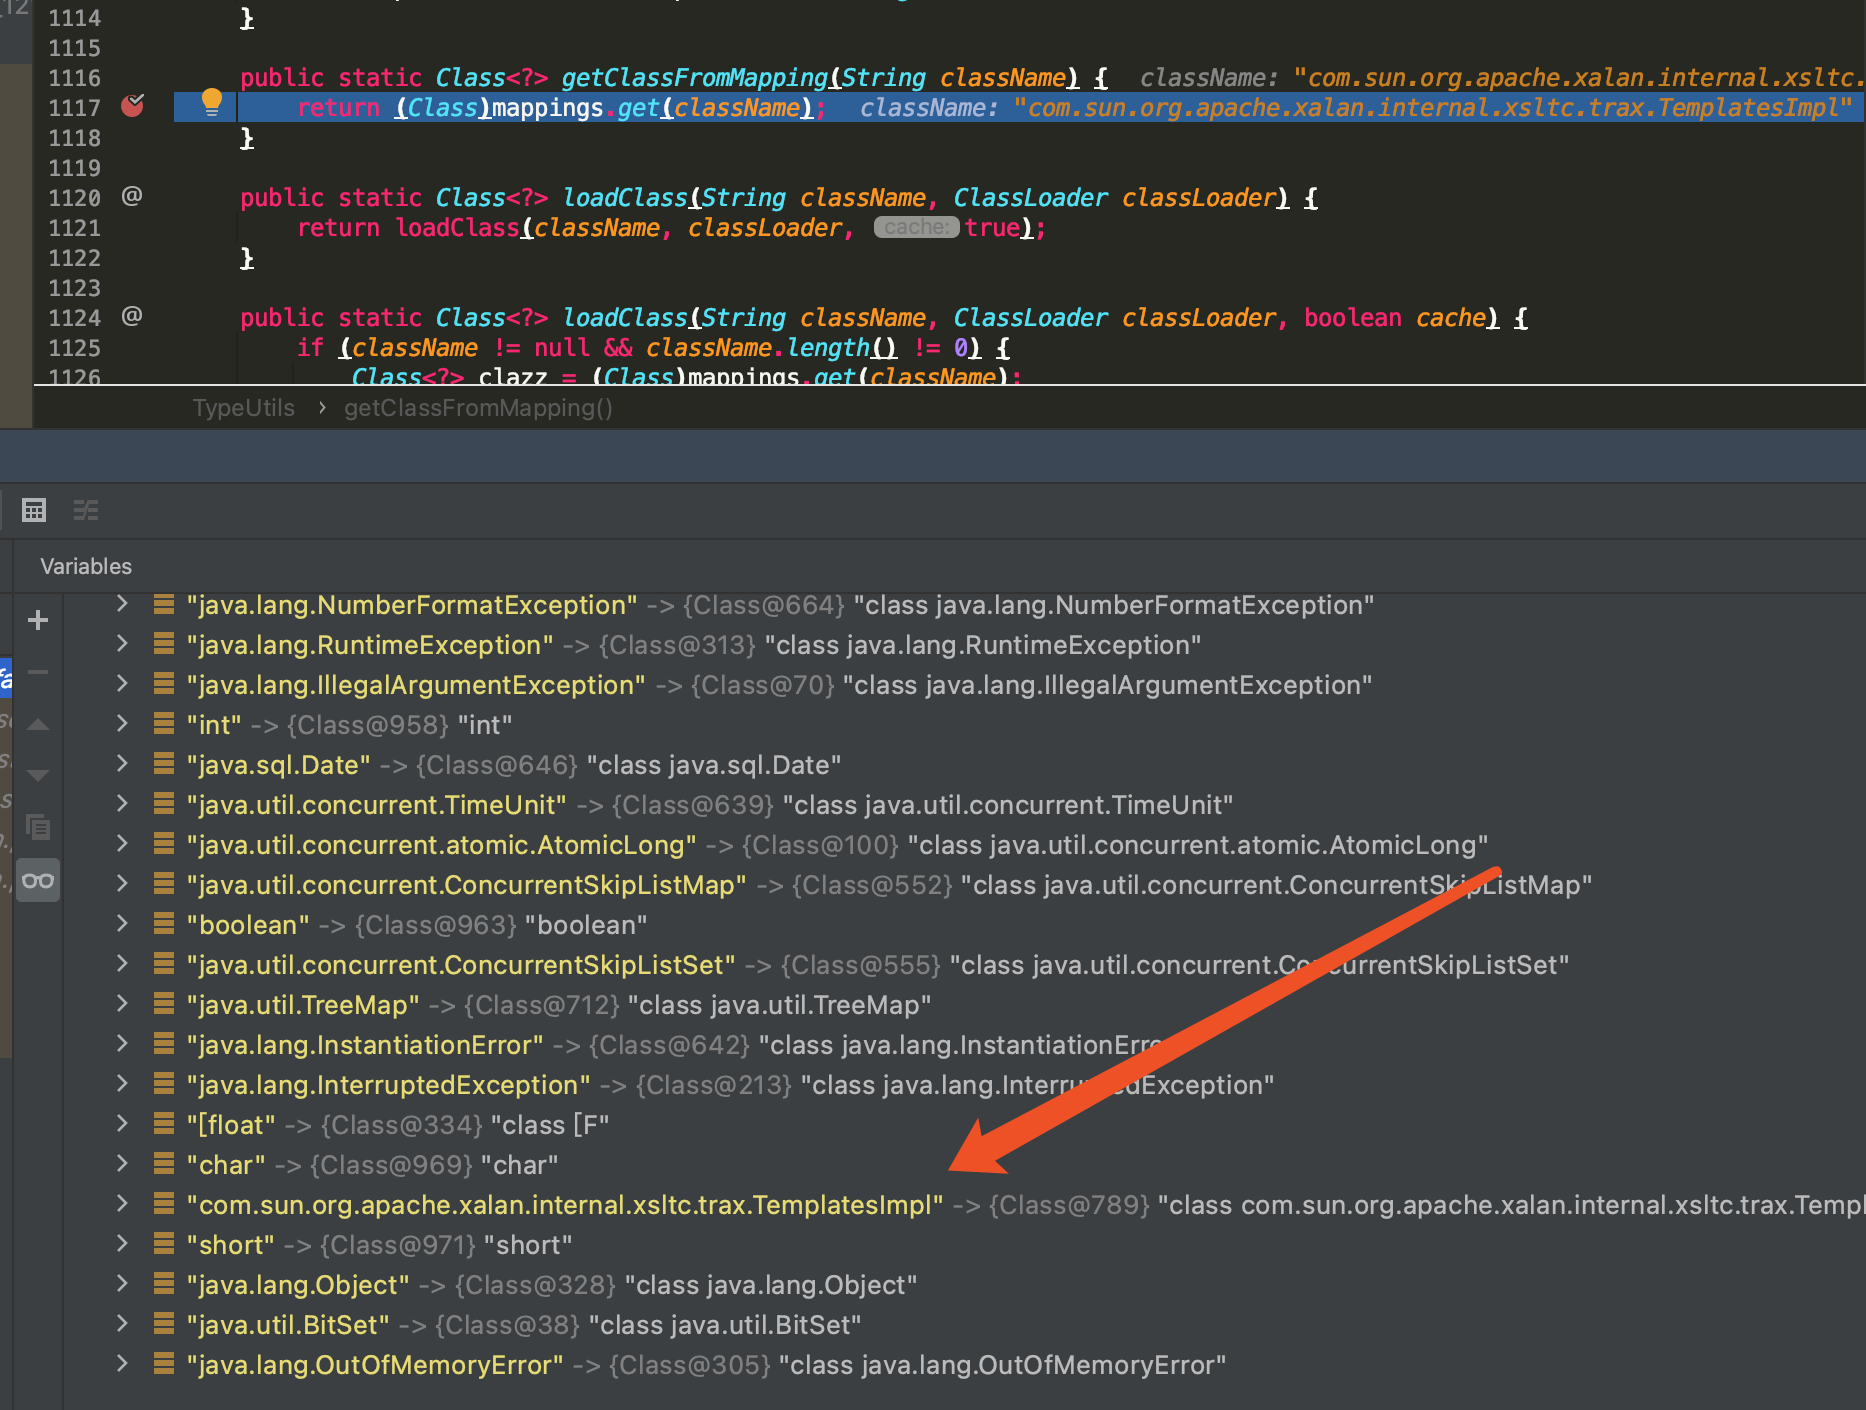 1114 }
1115
1116 public static Class<?> getClassFromMapping(String className) { className: "com.sun.org.apache.xalan.internal.xsltc.
1117 return (Class)mappings.get(className); className: "com.sun.org.apache.xalan.internal.xsltc.trax.TemplatesImpl"
1118 }
1119
1120 @ public static Class<?> loadClass(String className, ClassLoader classLoader) {
1121 return loadClass(className, classLoader, cache: true);
1122 }
1123
1124 @ public static Class<?> loadClass(String className, ClassLoader classLoader, boolean cache) {
1125 if (className != null && className.length() != 0) {
1126 Class<?> clazz = (Class)mappings.get(className);
TypeUtils › getClassFromMapping()
Variables
"java.lang.NumberFormatException" -> {Class@664} "class java.lang.NumberFormatException"
"java.lang.RuntimeException" -> {Class@313} "class java.lang.RuntimeException"
"java.lang.IllegalArgumentException" -> {Class@70} "class java.lang.IllegalArgumentException"
"int" -> {Class@958} "int"
"java.sql.Date" -> {Class@646} "class java.sql.Date"
"java.util.concurrent.TimeUnit" -> {Class@639} "class java.util.concurrent.TimeUnit"
"java.util.concurrent.atomic.AtomicLong" -> {Class@100} "class java.util.concurrent.atomic.AtomicLong"
"java.util.concurrent.ConcurrentSkipListMap" -> {Class@552} "class java.util.concurrent.ConcurrentSkipListMap"
"boolean" -> {Class@963} "boolean"
"java.util.concurrent.ConcurrentSkipListSet" -> {Class@555} "class java.util.concurrent.ConcurrentSkipListSet"
"java.util.TreeMap" -> {Class@712} "class java.util.TreeMap"
"java.lang.InstantiationError" -> {Class@642} "class java.lang.InstantiationErro
"java.lang.InterruptedException" -> {Class@213} "class java.lang.InterruptedException"
"[float" -> {Class@334} "class [F"
"char" -> {Class@969} "char"
"com.sun.org.apache.xalan.internal.xsltc.trax.TemplatesImpl" -> {Class@789} "class com.sun.org.apache.xalan.internal.xsltc.trax.Templ
"short" -> {Class@971} "short"
"java.lang.Object" -> {Class@328} "class java.lang.Object"
"java.util.BitSet" -> {Class@38} "class java.util.BitSet"
"java.lang.OutOfMemoryError" -> {Class@305} "class java.lang.OutOfMemoryError"